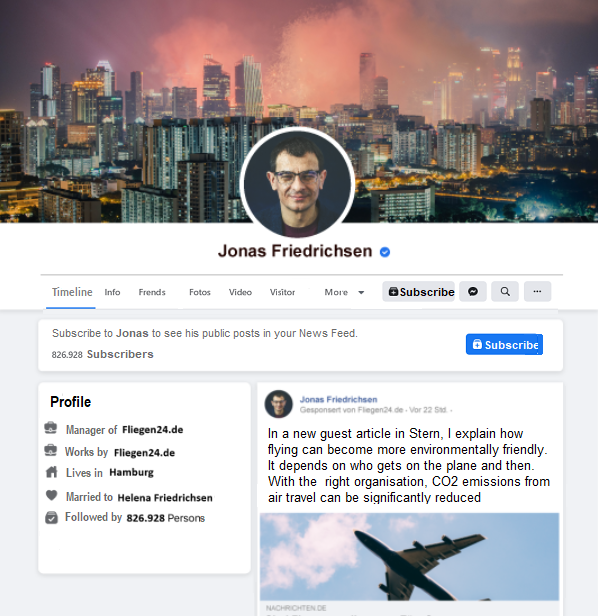 Jonas Friedrichsen
Timeline Info Frends Fotos Video Visitor More Subscribe ...
Subscribe to Jonas to see his public posts in your News Feed.
826.928 Subscribers
Subscribe
Profile
Manager of Fliegen24.de
Works by Fliegen24.de
Lives in Hamburg
Married to Helena Friedrichsen
Followed by 826.928 Persons
Jonas Friedrichsen
Gesponsert von Fliegen24.de - Vor 22 Std. -
In a new guest article in Stern, I explain how
flying can become more environmentally friendly.
It depends on who gets on the plane and then.
With the right organisation, CO2 emissions from
air travel can be significantly reduced
NACHRICHTEN.DE